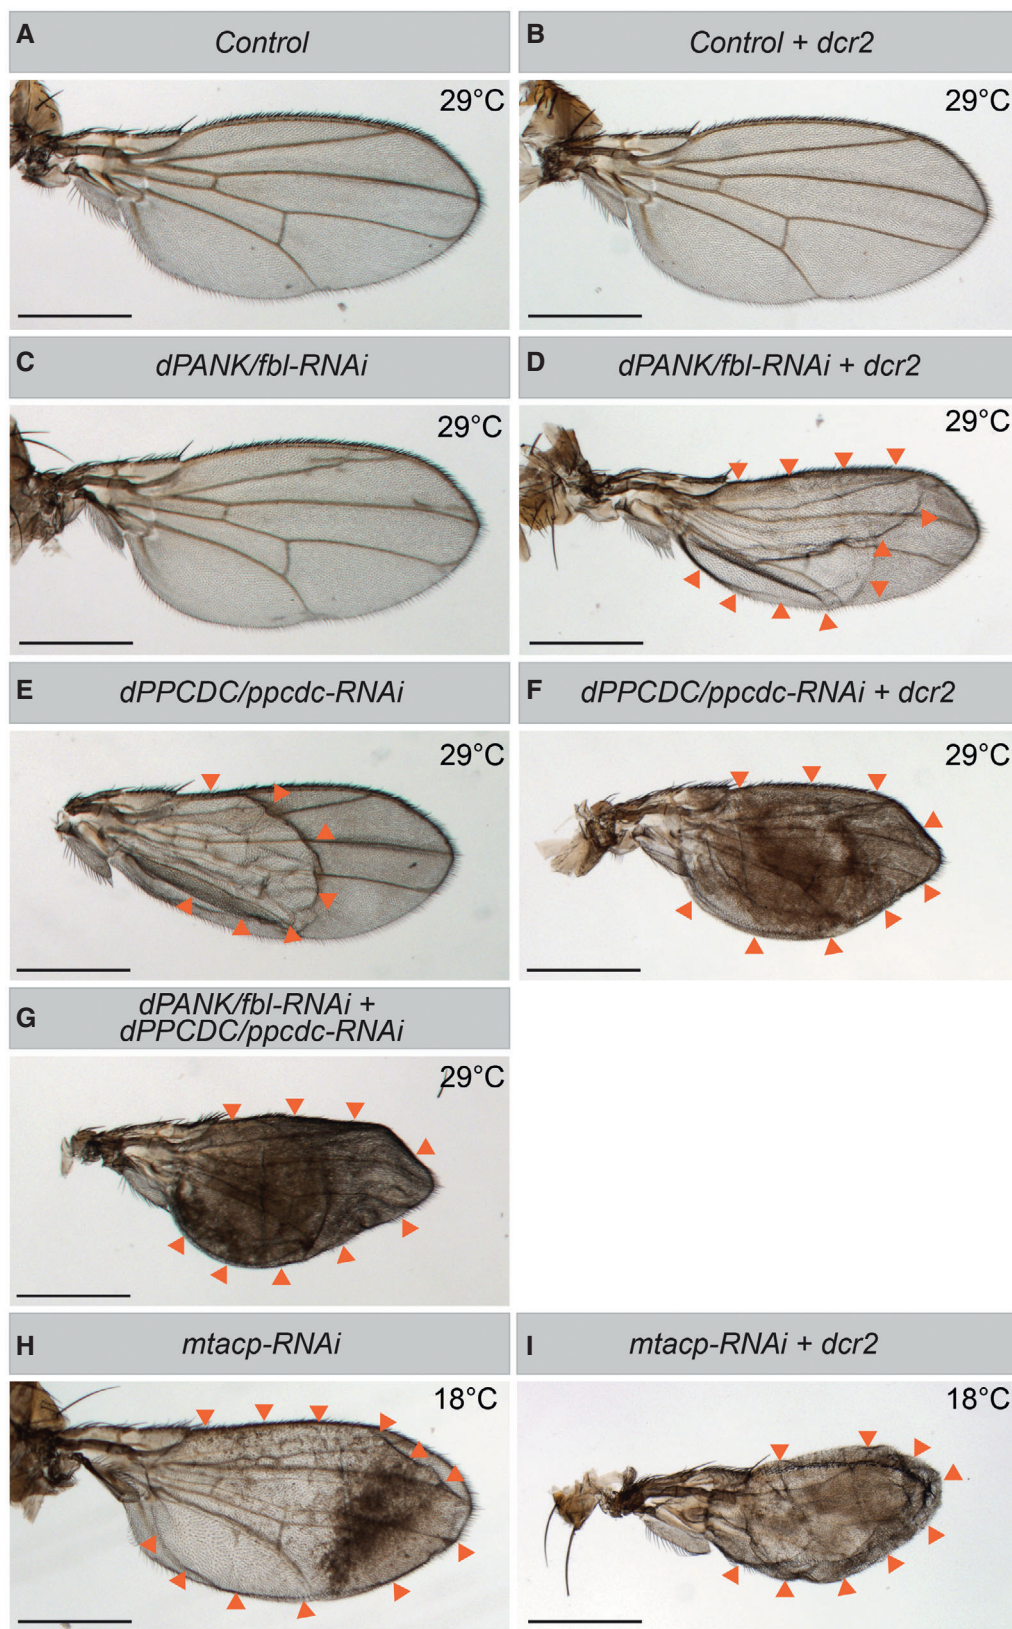 A
Control
B
Control + dcr2
29°C
29°C
C
dPANK/fbl-RNAi
D
dPANK/fbl-RNAi + dcr2
29°C
29°C
E
dPPCDC/ppcdc-RNAi
F
dPPCDC/ppcdc-RNAi + dcr2
29°C
29°C
G
dPANK/fbl-RNAi +
dPPCDC/ppcdc-RNAi
29°C
H
mtacp-RNAi
I
mtacp-RNAi + dcr2
18°C
18°C